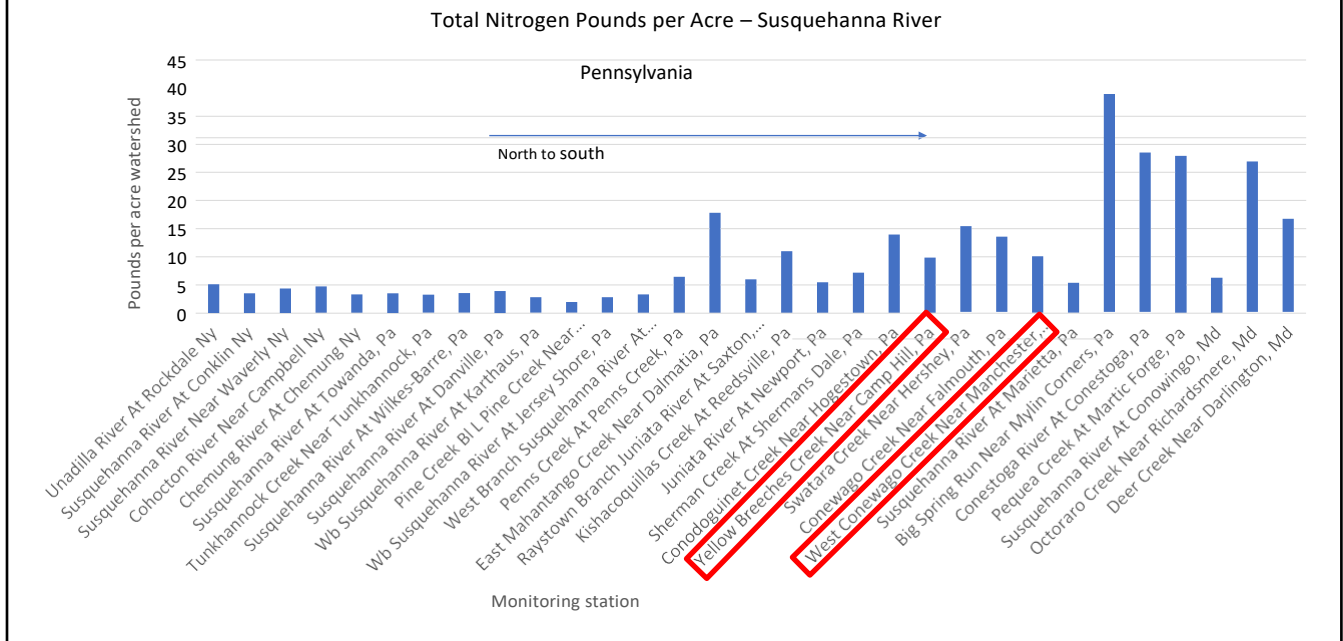 Total Nitrogen Pounds per Acre – Susquehanna River
Pennsylvania
North to south
Pounds per acre watershed
45
40
35
30
25
20
15
10
5
0
Unadilla River At Rockdale Ny
Susquehanna River At Conklin Ny
Susquehanna River Near Waverly Ny
Cohocton River Near Campbell Ny
Chemung River At Chemung Ny
Susquehanna River At Towanda, Pa
Tunkhannock Creek Near Tunkhannock, Pa
Susquehanna River At Wilkes-Barre, Pa
Susquehanna River At Danville, Pa
Wb Susquehanna River At Karthaus, Pa
Pine Creek Bl L Pine Creek Near...
Wb Susquehanna River At Jersey Shore, Pa
West Branch Susquehanna River At...
Penns Creek At Penns Creek, Pa
East Mahantango Creek Near Dalmatia, Pa
Raystown Branch Juniata River At Saxton,...
Kishacoquillas Creek At Reedsville, Pa
Juniata River At Newport, Pa
Sherman Creek At Shermans Dale, Pa
Conodoguinet Creek Near Hogestown, Pa
Yellow Breeches Creek Near Camp Hill, Pa
Swatara Creek Near Hershey, Pa
Conewago Creek Near Falmouth, Pa
West Conewago Creek Near Manchester,...
Susquehanna River At Marietta, Pa
Big Spring Run Near Mylin Corners, Pa
Conestoga River At Conestoga, Pa
Pequea Creek At Martic Forge, Pa
Susquehanna River At Conowingo, Md
Octoraro Creek Near Richardsmere, Md
Deer Creek Near Darlington, Md
Monitoring station